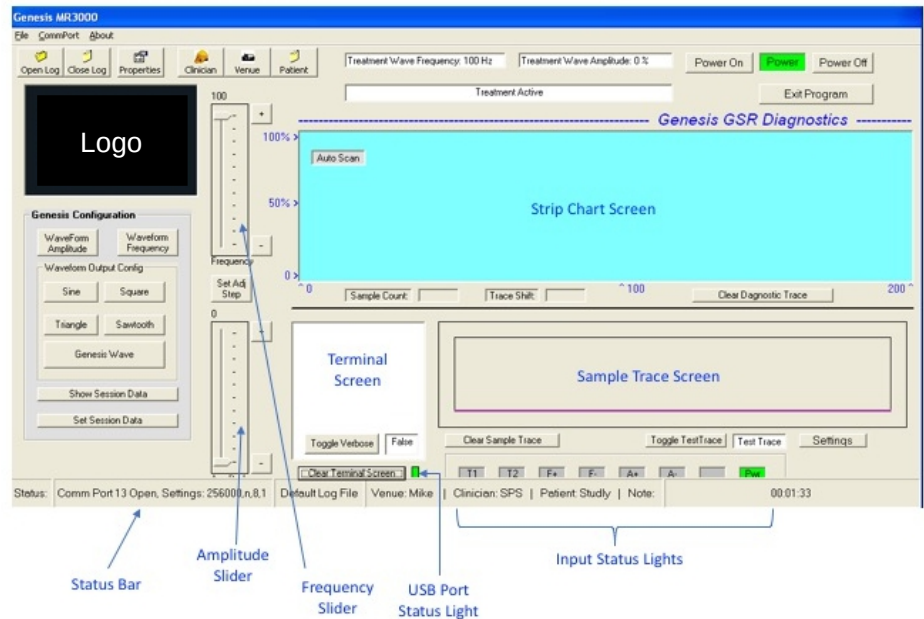 Genesis MR3000
File CommPort About
Open Log Close Log Properties Clinician Venue Patient
Treatment Wave Frequency: 100 Hz Treatment Wave Amplitude: 0 %
Power On Power Power Off
Treatment Active
Exit Program
Logo
100
+
Genesis GSR Diagnostics
100% >
Auto Scan
50% >
Strip Chart Screen
0 >
-
Frequency
Genesis Configuration
WaveForm Amplitude
Waveform Frequency
Waveform Output Config
Sine Square
Triangle Sawtooth
Genesis Wave
Show Session Data
Set Session Data
Set Adj Step
0
-
-
^ 0 ^ 100 200 ^
Sample Count: Trace Shift: Clear Dagnostic Trace
Terminal
Screen
Sample Trace Screen
Toggle Verbose False
Clear Sample Trace Toggle TestTrace Test Trace Settings
Clear Terminal Screen
T1 T2 F+ F- A+ A- Pwr
Status: Comm Port 13 Open, Settings: 256000,n,8,1 Default Log File Venue: Mike | Clinician: SPS | Patient: Studly | Note: 00:01:33
Status Bar
Amplitude
Slider
Frequency
Slider
USB Port
Status Light
Input Status Lights